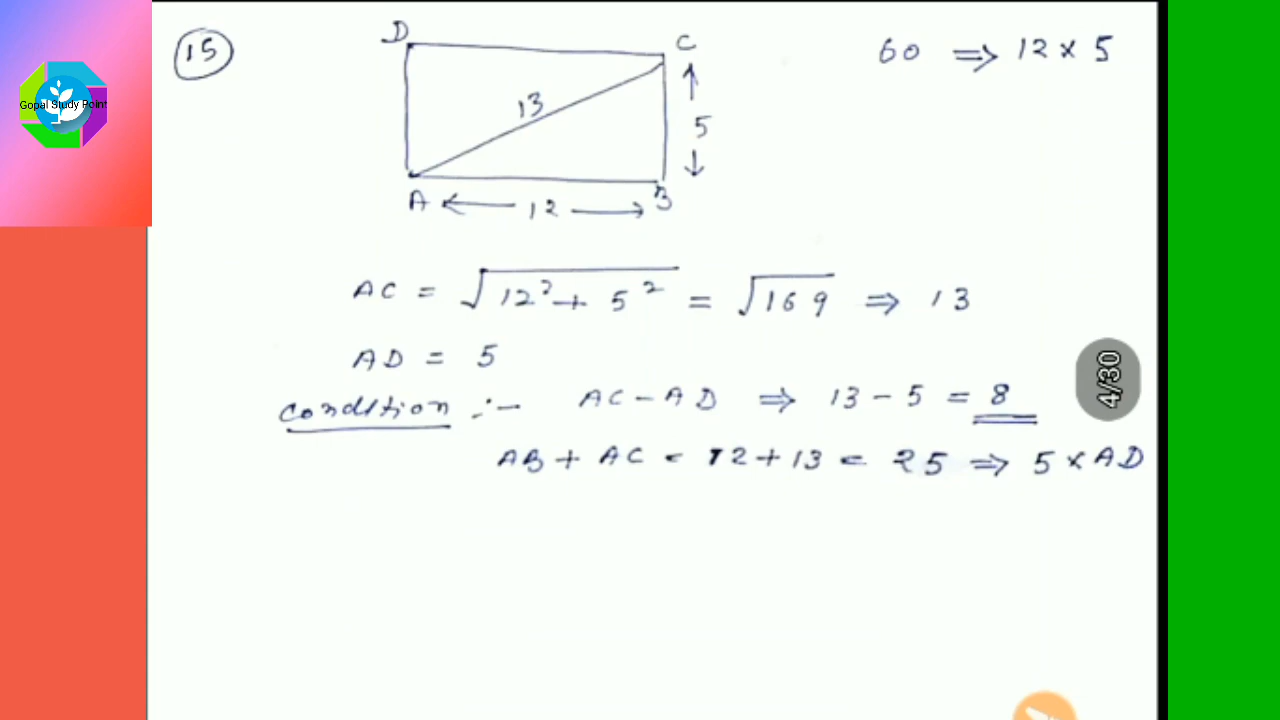 15
D
C
60 ⇒ 12 × 5
Gopal Study Point
13
5
A
B
12
AC = √12² + 5² = √169 ⇒ 13
AD = 5
4/30
Condition :- AC - AD ⇒ 13 - 5 = 8
AB + AC = 12 + 13 = 25 ⇒ 5 × AD